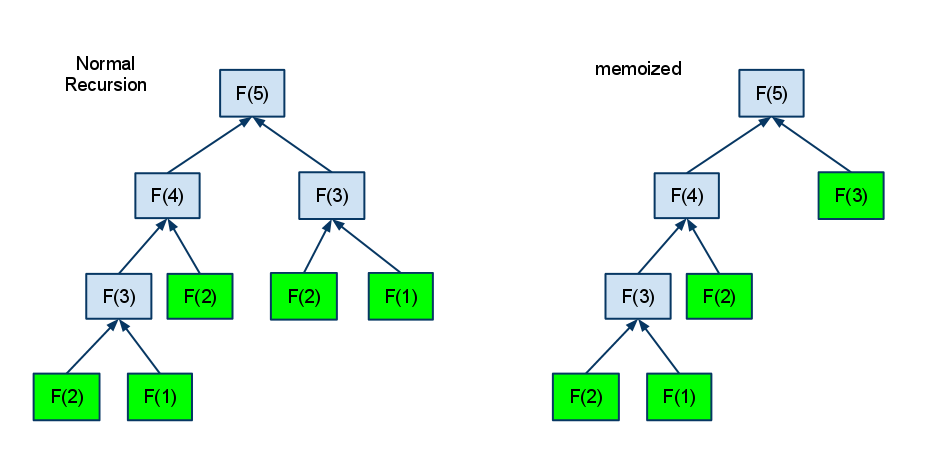 Normal
Recursion
F(5)
F(4)
F(3)
F(3)
F(2)
F(2)
F(1)
F(2)
F(1)
memoized
F(5)
F(4)
F(3)
F(3)
F(2)
F(2)
F(1)